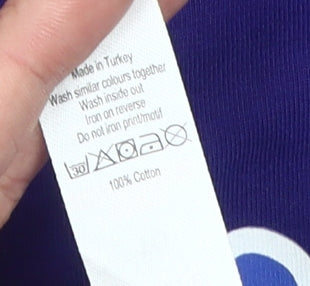 Made in Turkey
Wash similar colours together
Wash inside out
Iron on reverse
Do not iron print/motif
30
100% Cotton